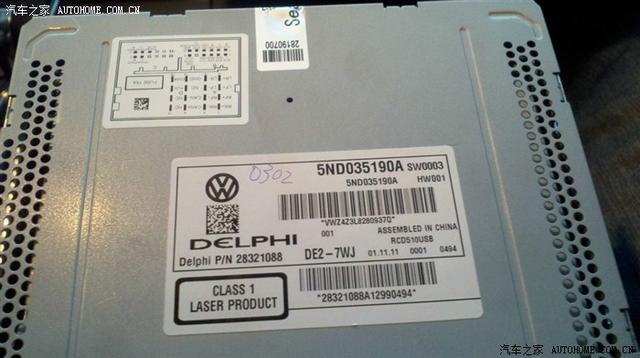 汽车之家 AUTOHOME.COM.CN
28190700
FUSE 15A
0302
5ND035190A SW0003
5ND035190A HW001
"VWZ4Z3L8280937Q"
001 ASSEMBLED IN CHINA
DELPHI
RCD510USB
Delphi P/N 28321088 DE2-7WJ 01.11.11 0001 0494
CLASS 1
LASER PRODUCT
"28321088A12990494"
汽车之家 AUTOHOME.COM.CN